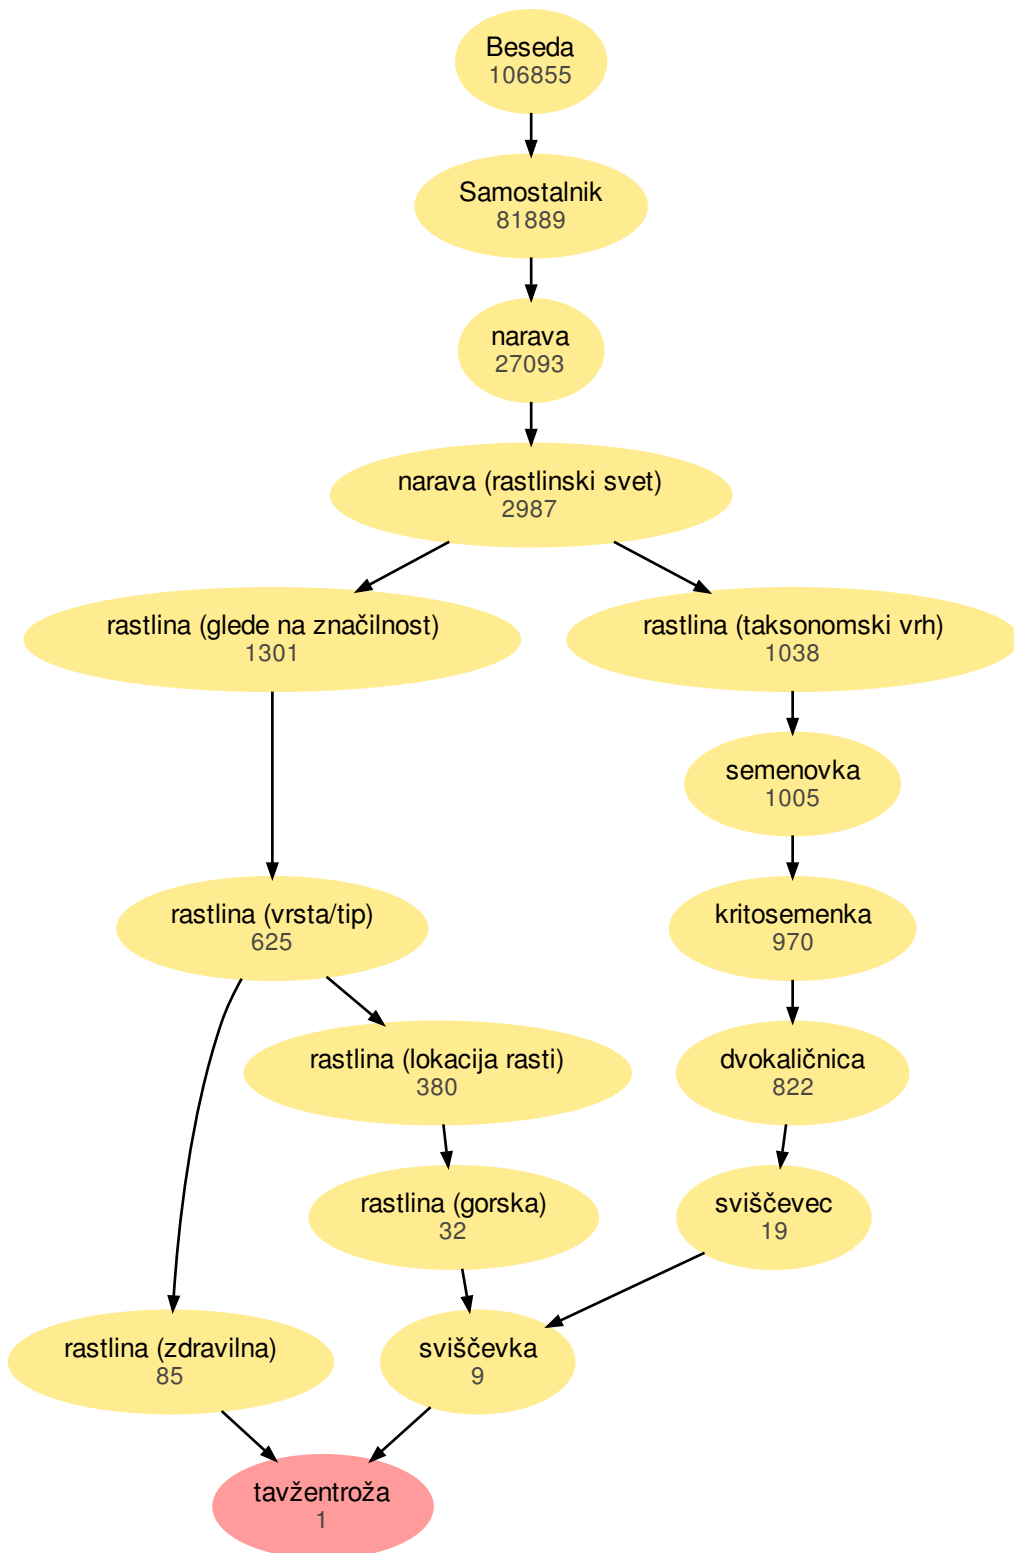 Beseda
106855
Samostalnik
81889
narava
27093
narava (rastlinski svet)
2987
rastlina (glede na značilnost)
1301
rastlina (taksonomski vrh)
1038
semenovka
1005
rastlina (vrsta/tip)
625
kritosemenka
970
rastlina (lokacija rasti)
380
dvokaličnica
822
rastlina (gorska)
32
sviščevec
19
rastlina (zdravilna)
85
sviščevka
9
tavžentroža
1